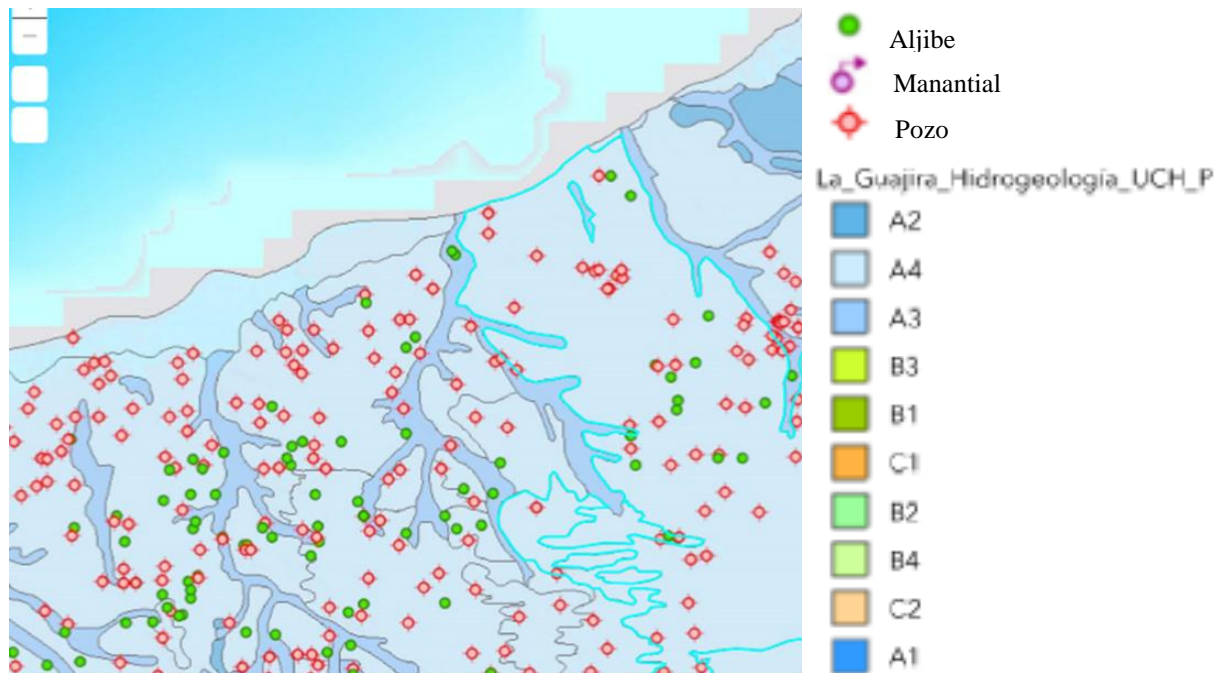 Aljibe
Manantial
Pozo
La_Guajira_Hidrogeología_UCH_P
A2
A4
A3
B3
B1
C1
B2
B4
C2
A1